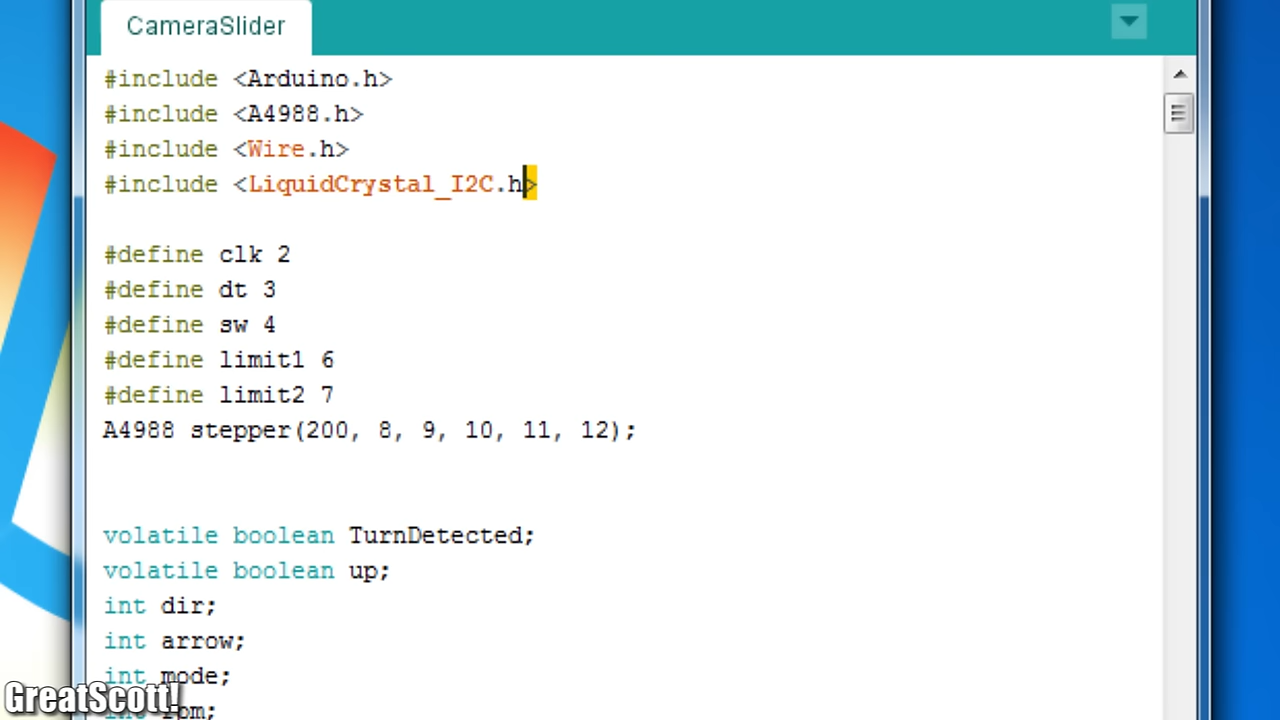 CameraSlider
#include <Arduino.h>
#include <A4988.h>
#include <Wire.h>
#include <LiquidCrystal_I2C.h>
#define clk 2
#define dt 3
#define sw 4
#define limit1 6
#define limit2 7
A4988 stepper(200, 8, 9, 10, 11, 12);
volatile boolean TurnDetected;
volatile boolean up;
int dir;
int arrow;
int mode;
int rpm;
GreatScott!